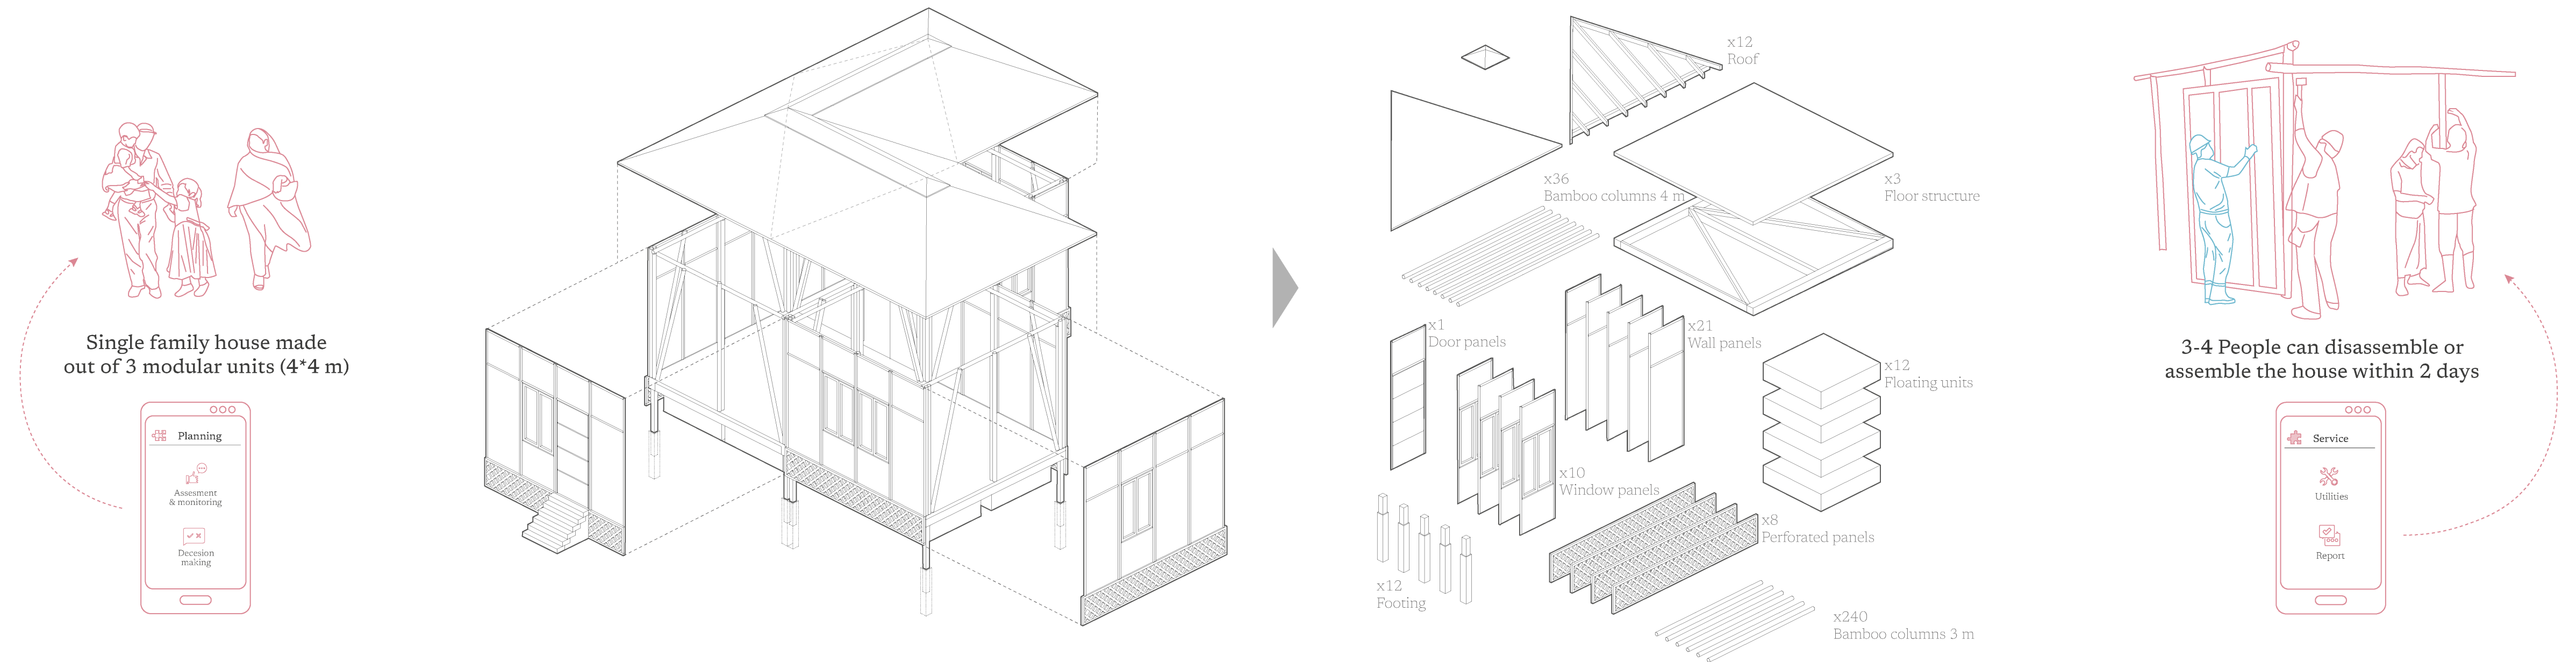 Single family house made
out of 3 modular units (4*4 m)
Planning
Assesment
& monitoring
Decesion
making
x12
Roof
x36
Bamboo columns 4 m
x3
Floor structure
x1
Door panels
x21
Wall panels
x12
Floating units
x10
Window panels
x8
Perforated panels
x12
Footing
x240
Bamboo columns 3 m
3-4 People can disassemble or
assemble the house within 2 days
Service
Utilities
Report